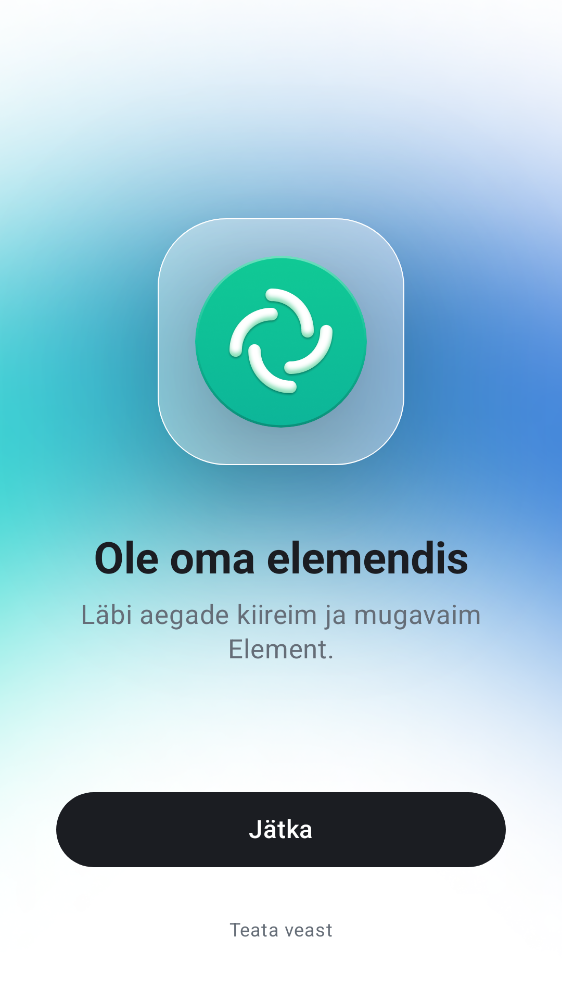 Ole oma elemendis
Läbi aegade kiireim ja mugavaim
Element.
Jätka
Teata veast